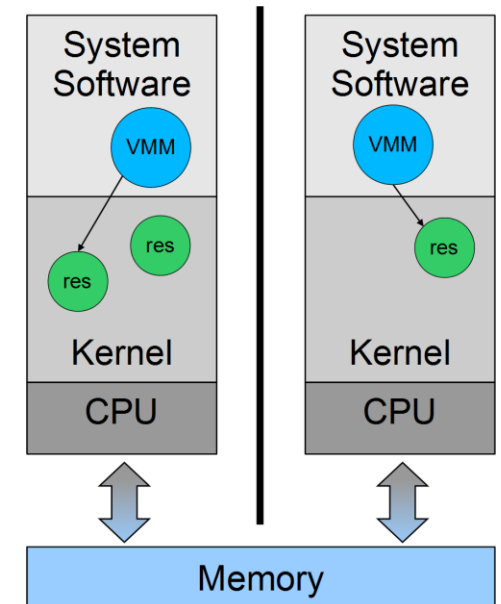 System
Software
VMM
res
res
Kernel
CPU
System
Software
VMM
res
Kernel
CPU
Memory